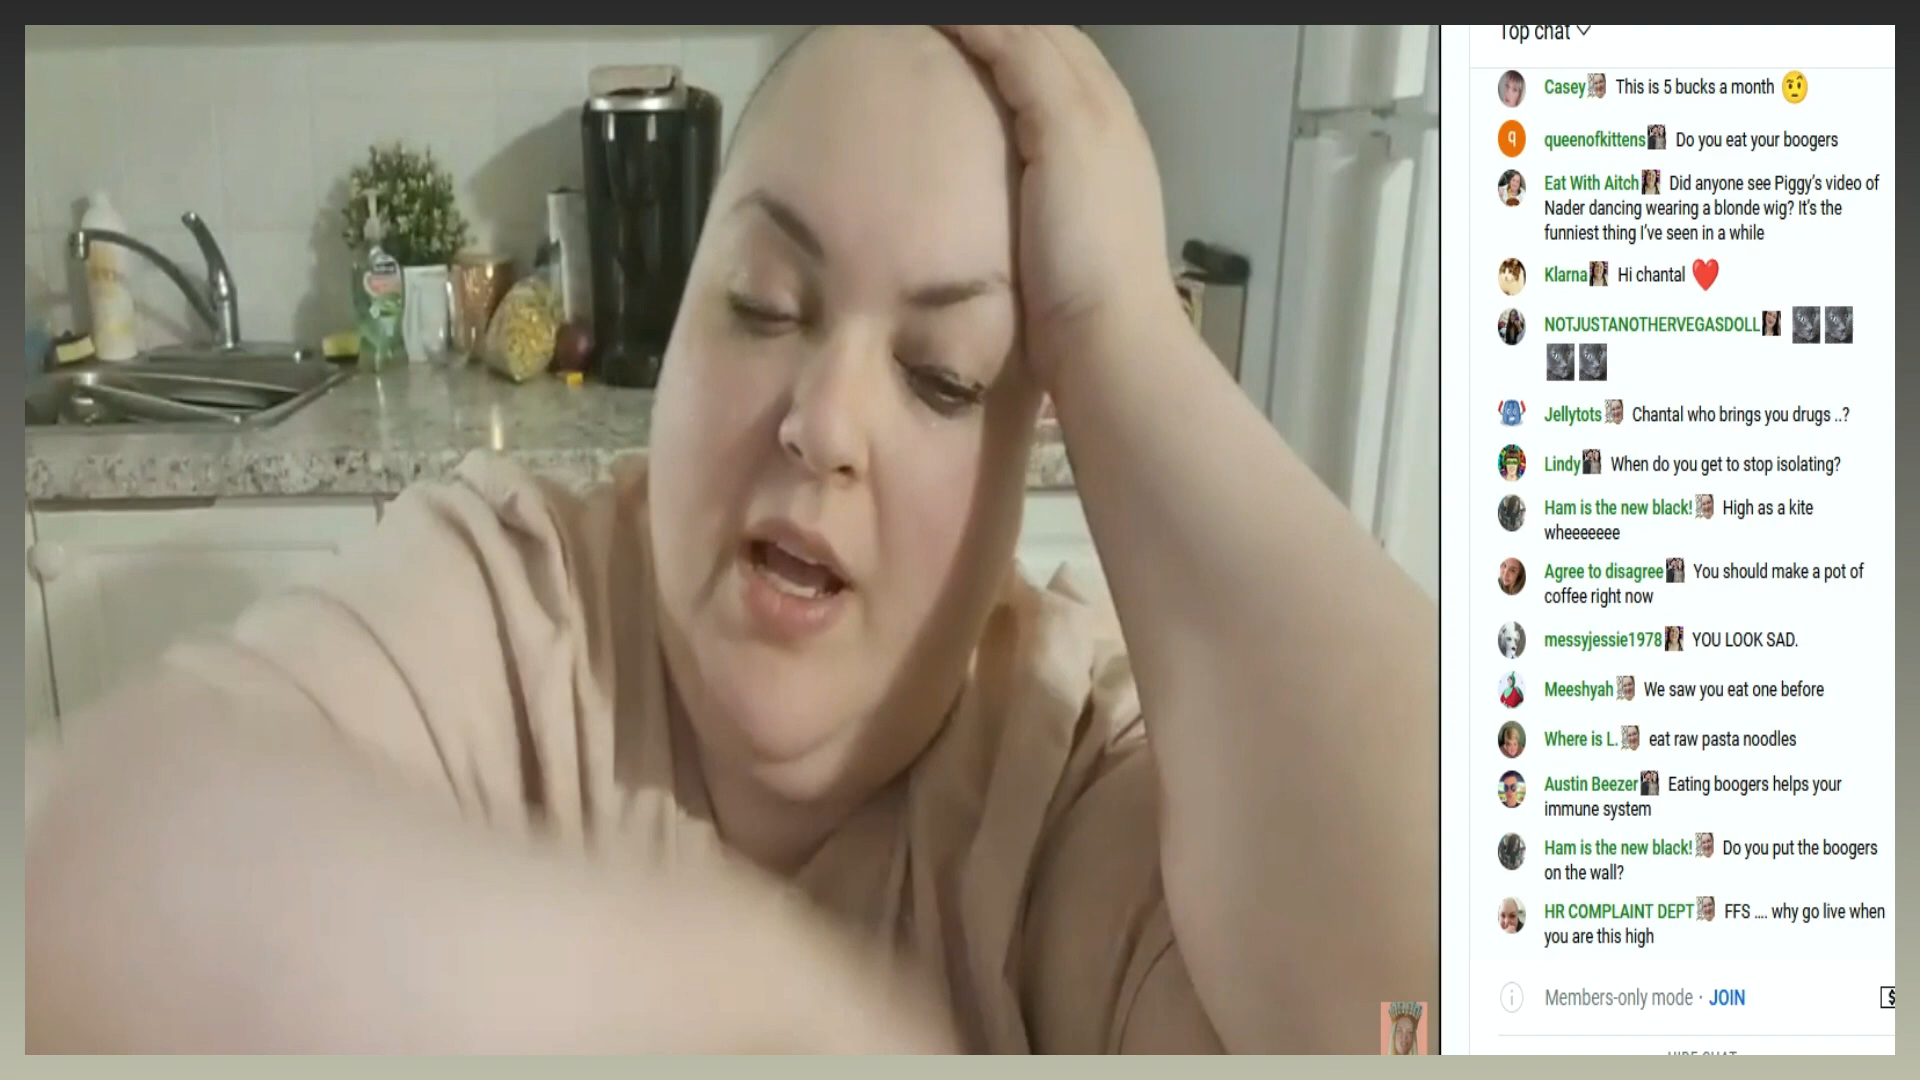 Top chat
Casey This is 5 bucks a month
q
queenofkittens Do you eat your boogers
Eat With Aitch Did anyone see Piggy's video of
Nader dancing wearing a blonde wig? It's the
funniest thing I've seen in a while
Klarna Hi chantal
NOTJUSTANOTHERVEGASDOLL
Jellytots Chantal who brings you drugs ..?
Lindy When do you get to stop isolating?
Ham is the new black! High as a kite
wheeeeeee
Agree to disagree You should make a pot of
coffee right now
messyjessie1978 YOU LOOK SAD.
Meeshyah We saw you eat one before
Where is L. eat raw pasta noodles
Austin Beezer Eating boogers helps your
immune system
Ham is the new black! Do you put the boogers
on the wall?
HR COMPLAINT DEPT FFS .... why go live when
you are this high
Members-only mode · JOIN
$
HIDE CHAT